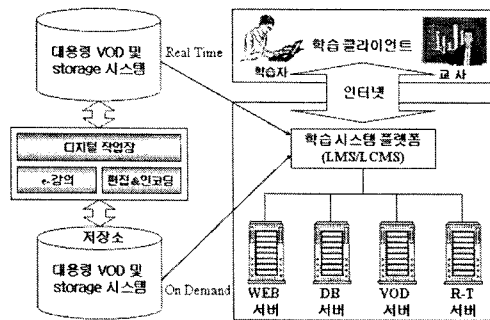 대용령 VOD 및
storage 시스템
Real Time
학습 클라이언트
학습자
교 사
인터넷
디지털 작업장
e-강의
편집&인코딩
학습 시스템 플랫폼
(LMS/LCMS)
저장소
대용령 VOD 및
storage 시스템
On Demand
WEB
서버
DB
서버
VOD
서버
R-T
서버